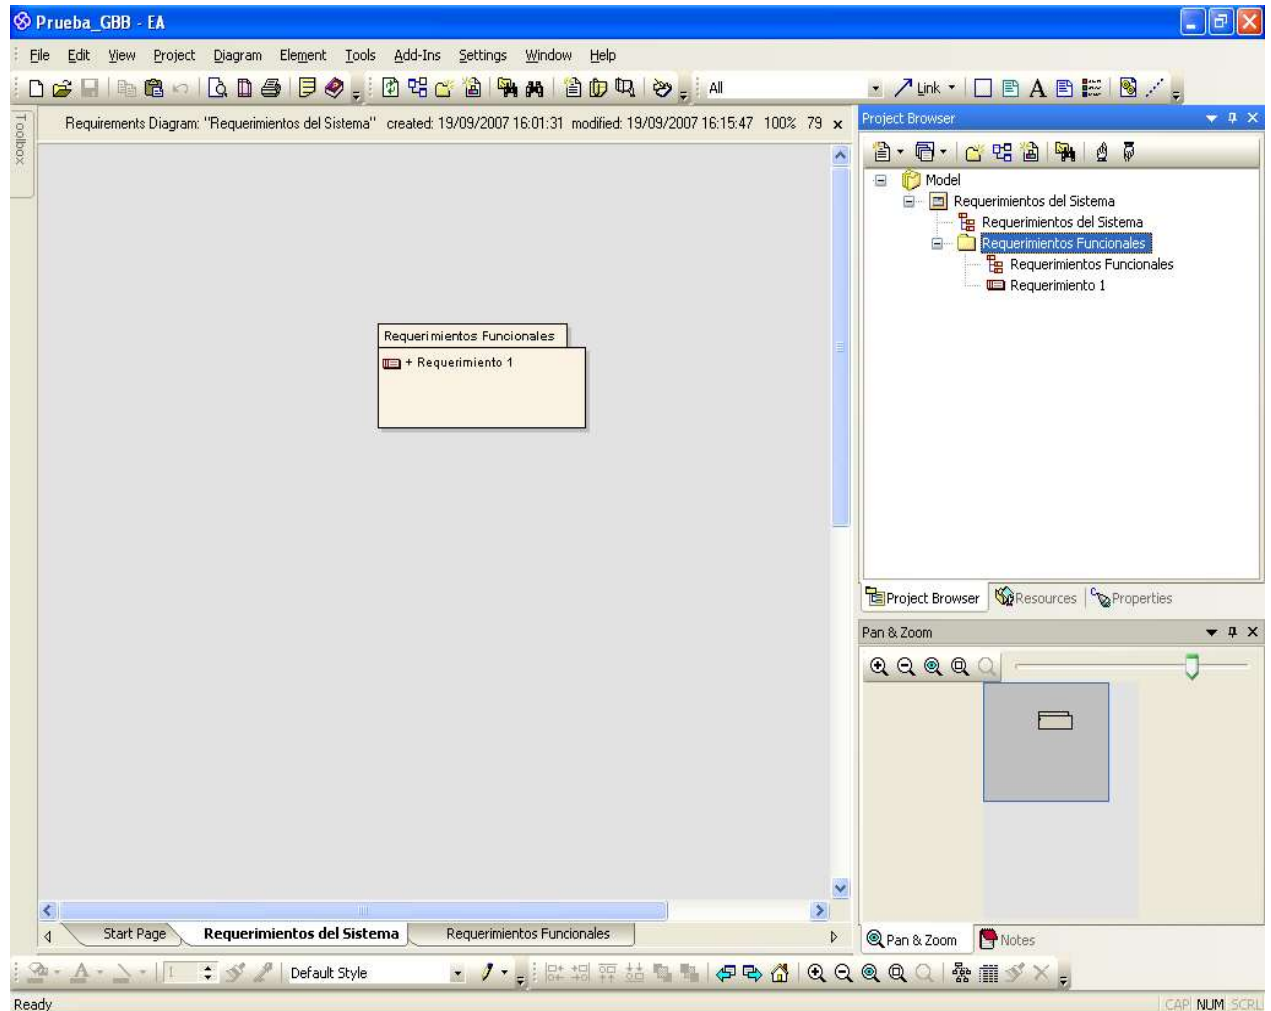 Prueba_GBB - EA
File Edit View Project Diagram Element Tools Add-Ins Settings Window Help
All Link A
Toolbox
Requirements Diagram: "Requerimientos del Sistema" created: 19/09/2007 16:01:31 modified: 19/09/2007 16:15:47 100% 79
Requerimientos Funcionales
+ Requerimiento 1
Project Browser
Model
Requerimientos del Sistema
Requerimientos del Sistema
Requerimientos Funcionales
Requerimientos Funcionales
Requerimiento 1
Project Browser Resources Properties
Pan & Zoom
Start Page Requerimientos del Sistema Requerimientos Funcionales
Pan & Zoom Notes
A 1 Default Style
Ready CAP NUM SCRL